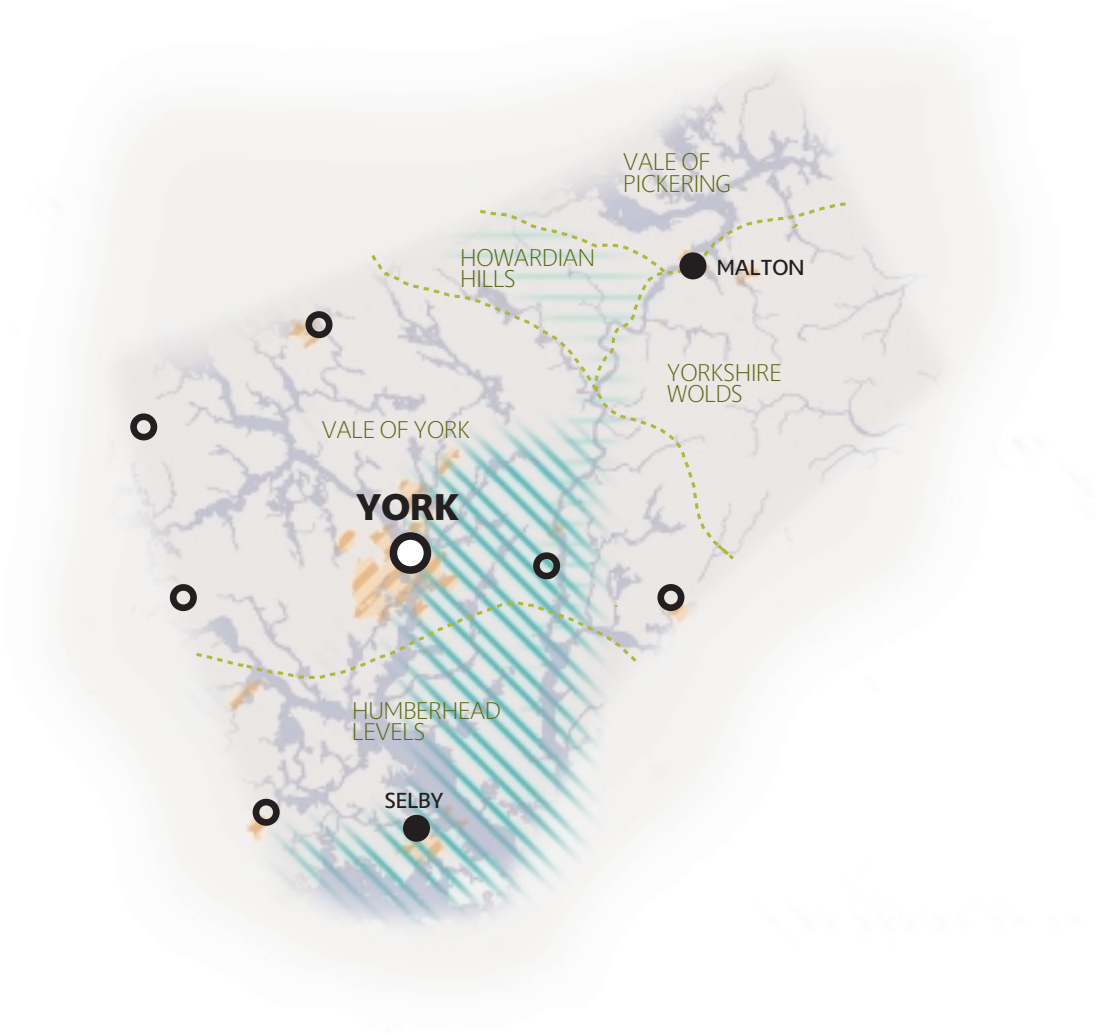 VALE OF
PICKERING
HOWARDIAN
HILLS
MALTON
YORKSHIRE
WOLDS
VALE OF YORK
YORK
HUMBERHEAD
LEVELS
SELBY